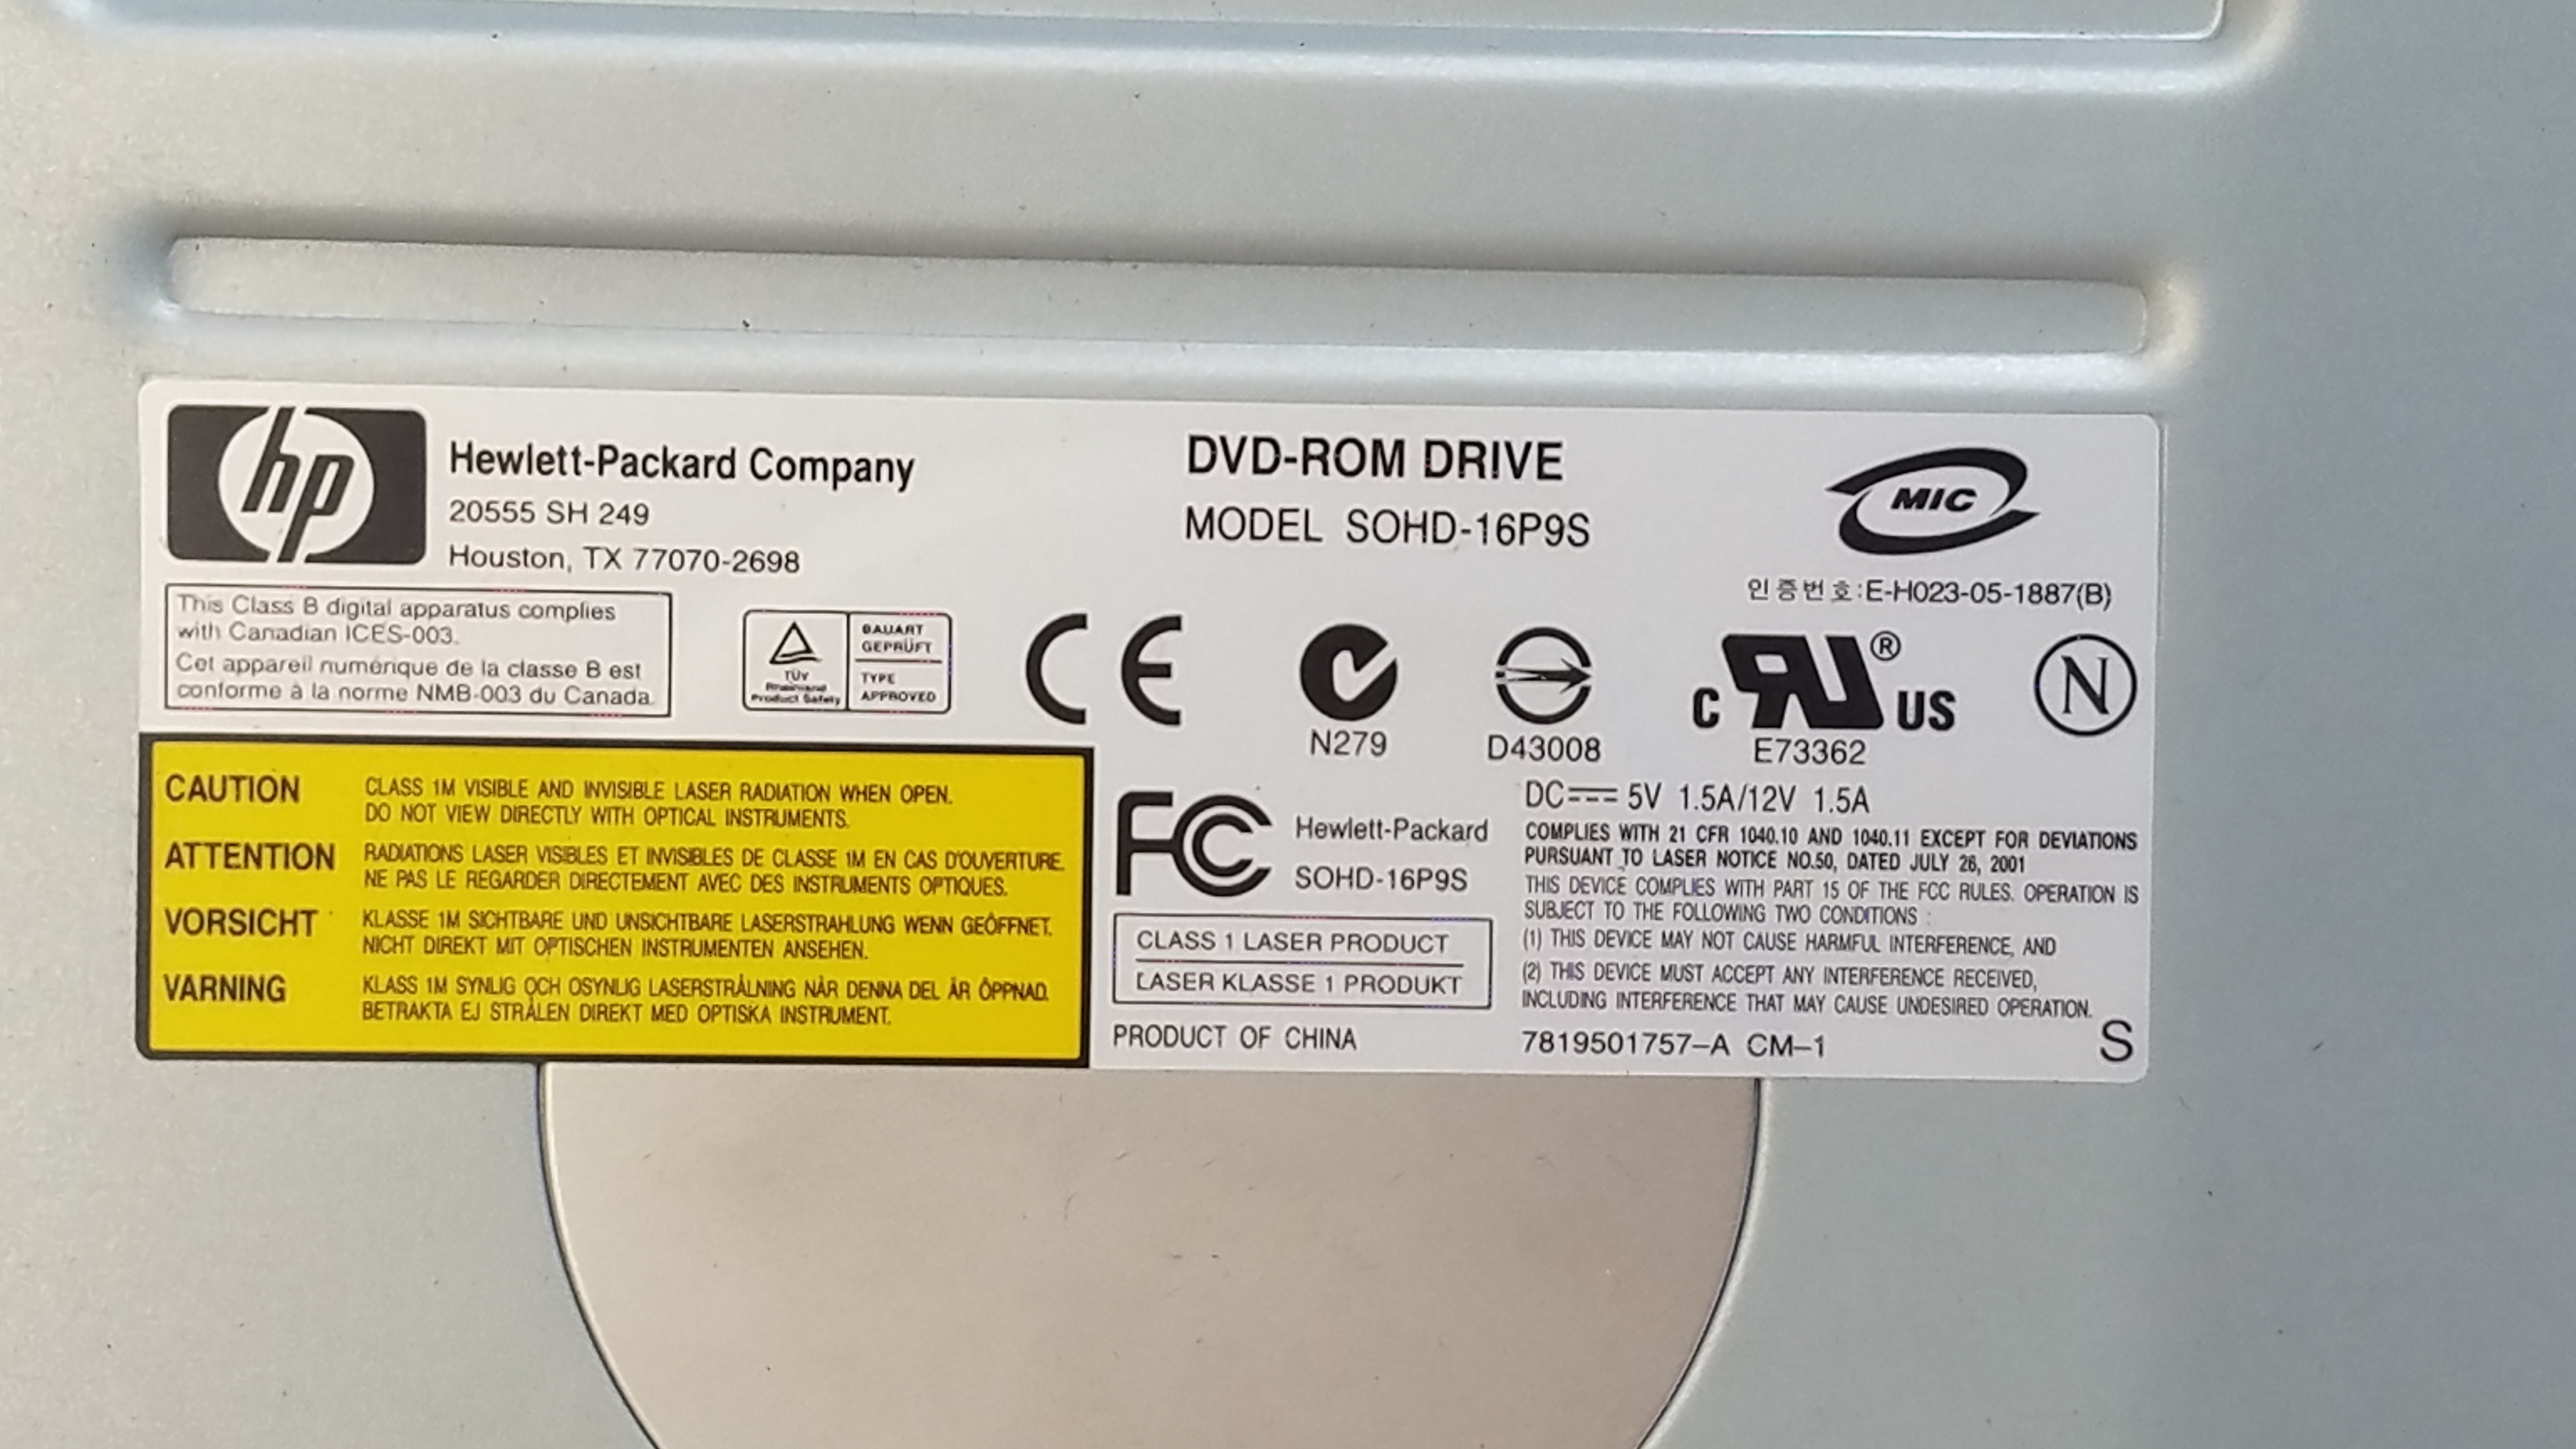 hp
Hewlett-Packard Company
20555 SH 249
Houston, TX 77070-2698
DVD-ROM DRIVE
MODEL SOHD-16P9S
MIC
인증번호:E-H023-05-1887(B)
This Class B digital apparatus complies
with Canadian ICES-003.
Cet appareil numérique de la classe B est
conforme à la norme NMB-003 du Canada.
TÜV
Rheinland
Product Safety
BAUART
GEPRÜFT
TYPE
APPROVED
CE
N279
D43008
C RU ® US
E73362
N
CAUTION CLASS 1M VISIBLE AND INVISIBLE LASER RADIATION WHEN OPEN.
DO NOT VIEW DIRECTLY WITH OPTICAL INSTRUMENTS.
ATTENTION RADIATIONS LASER VISIBLES ET INVISIBLES DE CLASSE 1M EN CAS D'OUVERTURE.
NE PAS LE REGARDER DIRECTEMENT AVEC DES INSTRUMENTS OPTIQUES.
VORSICHT KLASSE 1M SICHTBARE UND UNSICHTBARE LASERSTRAHLUNG WENN GEÖFFNET.
NICHT DIREKT MIT OPTISCHEN INSTRUMENTEN ANSEHEN.
VARNING KLASS 1M SYNLIG OCH OSYNLIG LASERSTRÅLNING NÄR DENNA DEL ÄR ÖPPNAD.
BETRAKTA EJ STRÅLEN DIREKT MED OPTISKA INSTRUMENT.
FC
Hewlett-Packard
SOHD-16P9S
CLASS 1 LASER PRODUCT
LASER KLASSE 1 PRODUKT
PRODUCT OF CHINA
DC⎓ 5V 1.5A/12V 1.5A
COMPLIES WITH 21 CFR 1040.10 AND 1040.11 EXCEPT FOR DEVIATIONS
PURSUANT TO LASER NOTICE NO.50, DATED JULY 26, 2001
THIS DEVICE COMPLIES WITH PART 15 OF THE FCC RULES. OPERATION IS
SUBJECT TO THE FOLLOWING TWO CONDITIONS :
(1) THIS DEVICE MAY NOT CAUSE HARMFUL INTERFERENCE, AND
(2) THIS DEVICE MUST ACCEPT ANY INTERFERENCE RECEIVED,
INCLUDING INTERFERENCE THAT MAY CAUSE UNDESIRED OPERATION.
7819501757-A CM-1
S